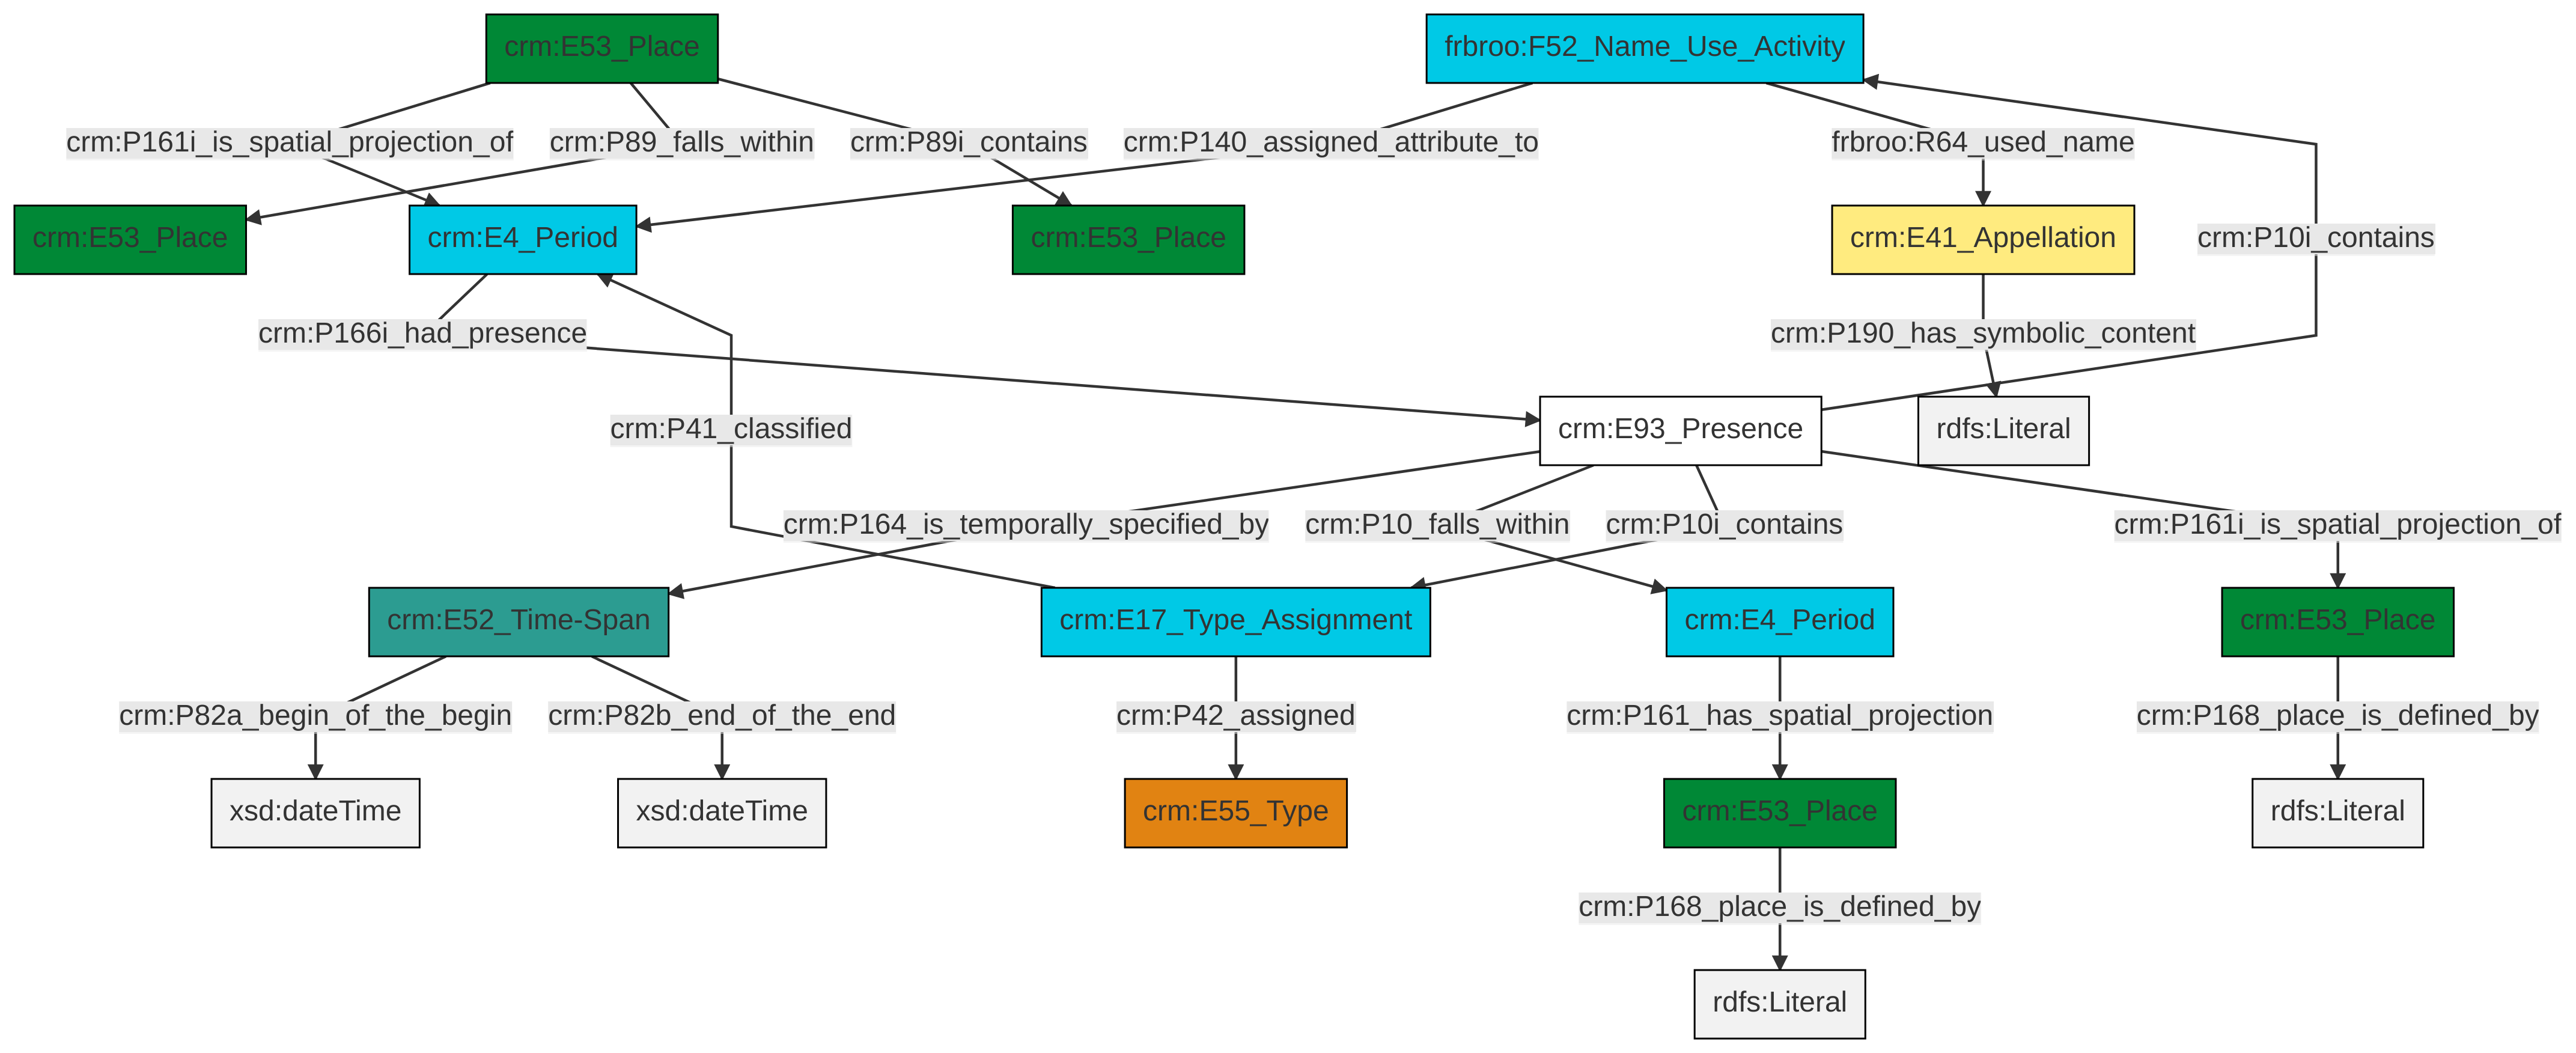 crm:E53_Place
frbroo:F52_Name_Use_Activity
crm:P161i_is_spatial_projection_of
crm:P89_falls_within
crm:P89i_contains
crm:P140_assigned_attribute_to
frbroo:R64_used_name
crm:E53_Place
crm:E4_Period
crm:E53_Place
crm:E41_Appellation
crm:P10i_contains
crm:P166i_had_presence
crm:P190_has_symbolic_content
crm:P41_classified
crm:E93_Presence
rdfs:Literal
crm:P164_is_temporally_specified_by
crm:P10_falls_within
crm:P10i_contains
crm:P161i_is_spatial_projection_of
crm:E52_Time-Span
crm:E17_Type_Assignment
crm:E4_Period
crm:E53_Place
crm:P82a_begin_of_the_begin
crm:P82b_end_of_the_end
crm:P42_assigned
crm:P161_has_spatial_projection
crm:P168_place_is_defined_by
xsd:dateTime
xsd:dateTime
crm:E55_Type
crm:E53_Place
rdfs:Literal
crm:P168_place_is_defined_by
rdfs:Literal